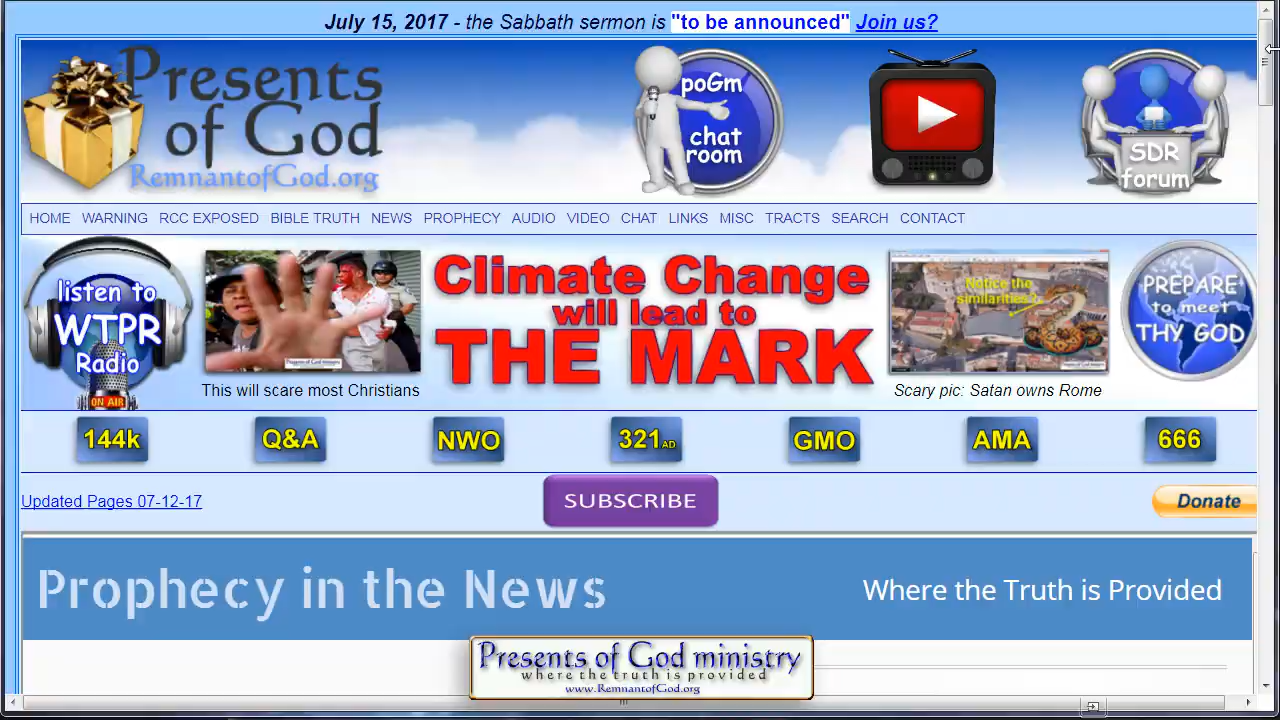 July 15, 2017 - the Sabbath sermon is "to be announced" Join us?
Presents
of God
RemnantofGod.org
poGm
chat
room
SDR
forum
HOME WARNING RCC EXPOSED BIBLE TRUTH NEWS PROPHECY AUDIO VIDEO CHAT LINKS MISC TRACTS SEARCH CONTACT
listen to
WTPR
Radio
ON AIR
This will scare most Christians
Climate Change
will lead to
THE MARK
Notice the
similarities?
Scary pic: Satan owns Rome
PREPARE
to meet
THY GOD
144k Q&A NWO 321AD GMO AMA 666
Updated Pages 07-12-17
SUBSCRIBE
Donate
Prophecy in the News
Where the Truth is Provided
Presents of God ministry
where the truth is provided
www.RemnantofGod.org